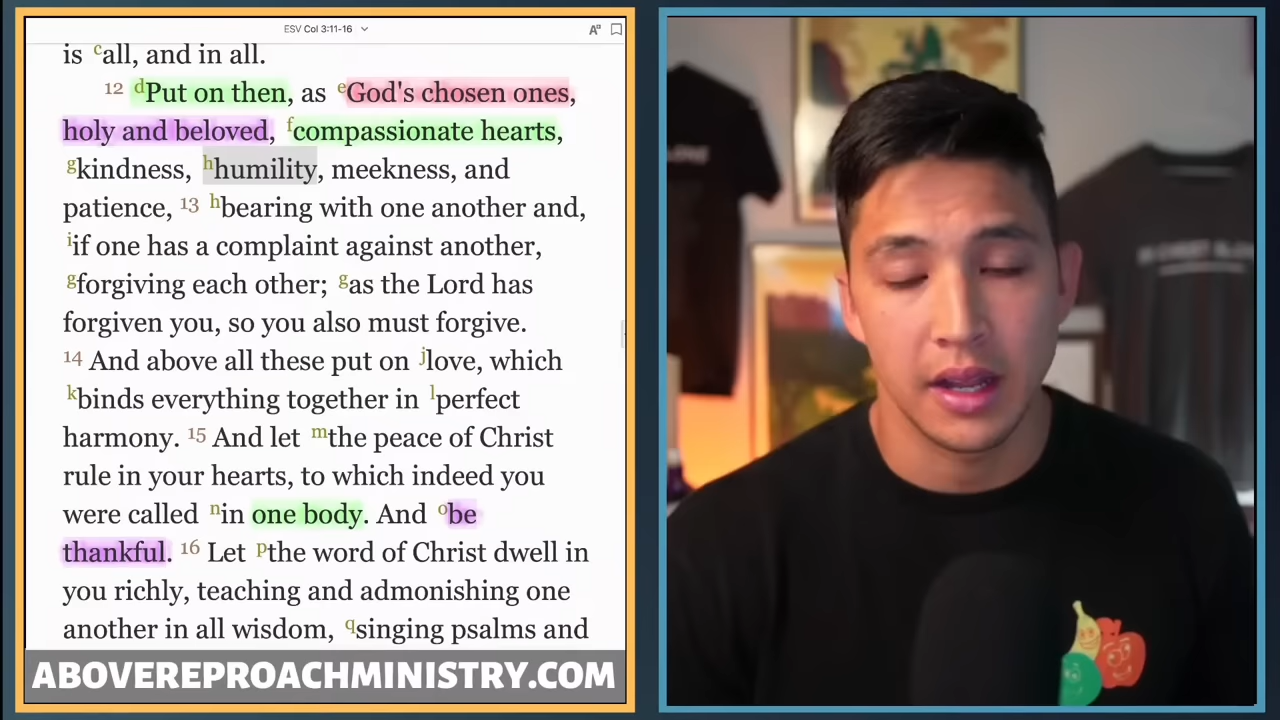 ESV Col 3:11-16
is call, and in all.
12 dPut on then, as eGod's chosen ones,
holy and beloved, fcompassionate hearts,
gkindness, hhumility, meekness, and
patience, 13 hbearing with one another and,
iif one has a complaint against another,
gforgiving each other; gas the Lord has
forgiven you, so you also must forgive.
14 And above all these put on jlove, which
kbinds everything together in lperfect
harmony. 15 And let mthe peace of Christ
rule in your hearts, to which indeed you
were called nin one body. And obe
thankful. 16 Let pthe word of Christ dwell in
you richly, teaching and admonishing one
another in all wisdom, qsinging psalms and
ABOVEREPROACHMINISTRY.COM